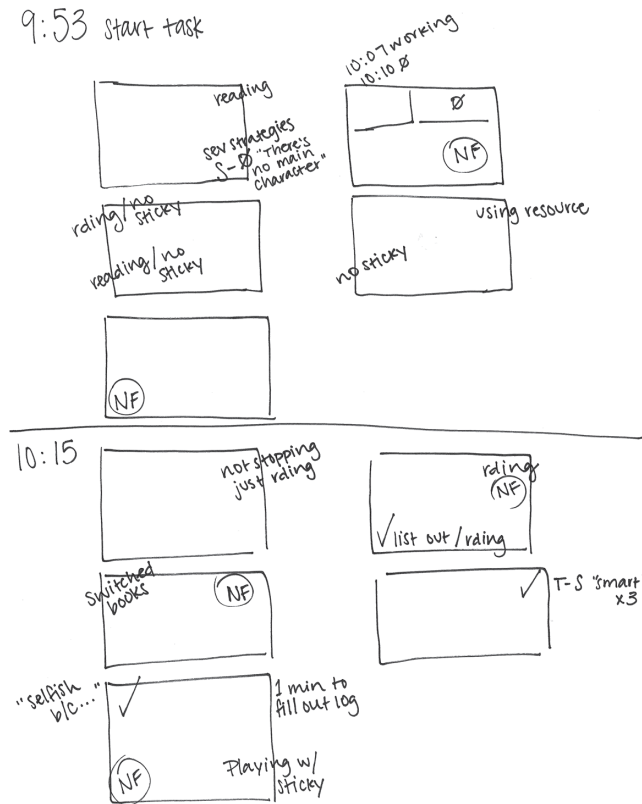 9:53 start task
reading
sev strategies
S-Ø "There's
no main
character"
10:07 working
10:10 Ø
Ø
NF
rding/no
sticky
reading/no
sticky
using resource
no sticky
NF
10:15
not stopping
just rding
rding
NF
✓ list out/rding
switched
books
NF
✓ T-S "smart
x3
"selfish
b/c..."
✓
1 min to
fill out log
NF
Playing w/
sticky